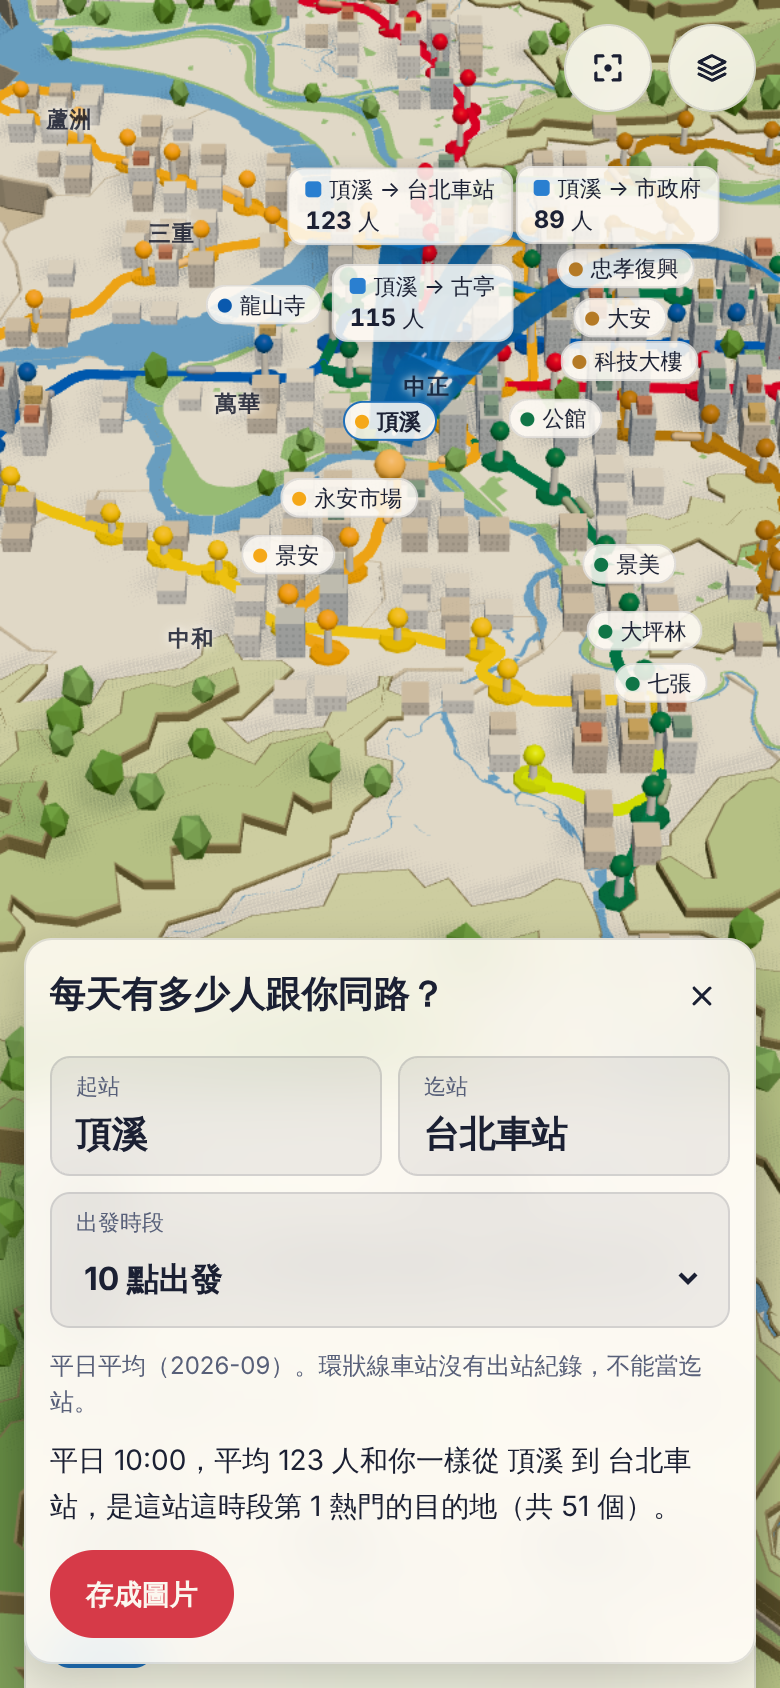 蘆洲
頂溪 → 台北車站
123 人
頂溪 → 市政府
89 人
三重
忠孝復興
頂溪 → 古亭
115 人
龍山寺
大安
科技大樓
中正
萬華
頂溪
公館
永安市場
景安
景美
大坪林
中和
七張
每天有多少人跟你同路？
起站
頂溪
迄站
台北車站
出發時段
10 點出發
平日平均（2026-09）。環狀線車站沒有出站紀錄，不能當迄
站。
平日 10:00，平均 123 人和你一樣從 頂溪 到 台北車
站，是這站這時段第 1 熱門的目的地（共 51 個）。
存成圖片